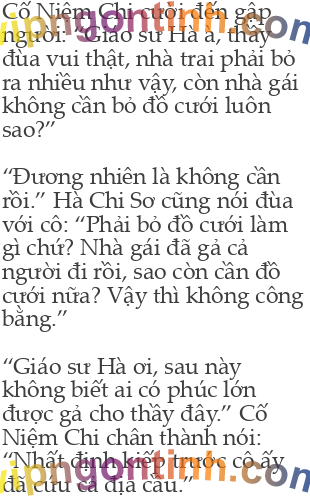 Cố Niệm Chi cười đến gập
người: “Giáo sư Hà à, thầy
đùa vui thật, nhà trai phải bỏ
ra nhiều như vậy, còn nhà gái
không cần bỏ đồ cưới luôn
sao?”
“Đương nhiên là không cần
rồi.” Hà Chi Sơ cũng nói đùa
với cô: “Phải bỏ đồ cưới làm
gì chứ? Nhà gái đã gả cả
người đi rồi, sao còn cần đồ
cưới nữa? Vậy thì không công
bằng.”
“Giáo sư Hà ơi, sau này
không biết ai có phúc lớn
được gả cho thầy đây.” Cố
Niệm Chi chân thành nói:
“Nhất định kiếp trước cô ấy
đã cứu cả địa cầu.”
vipngontinh.com
vipngontinh.com